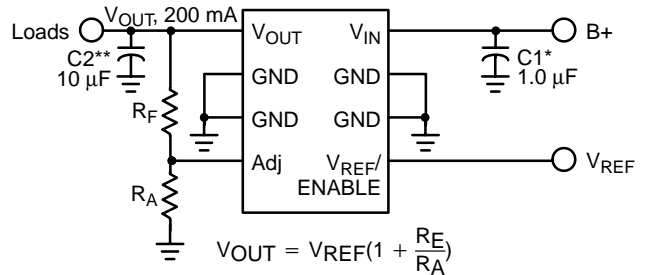 Loads
VOUT, 200 mA
C2**
10 μF
RF
RA
VOUT
GND
GND
Adj
VIN
GND
GND
VREF/
ENABLE
C1*
1.0 μF
B+
VREF
VOUT = VREF(1 + RE/RA)